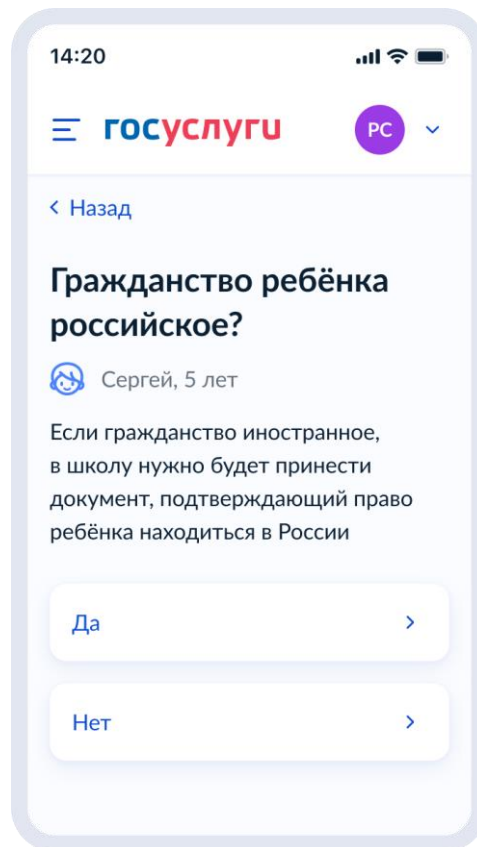 14:20
госуслуги
РС
Назад
Гражданство ребёнка
российское?
Сергей, 5 лет
Если гражданство иностранное,
в школу нужно будет принести
документ, подтверждающий право
ребёнка находиться в России
Да
Нет